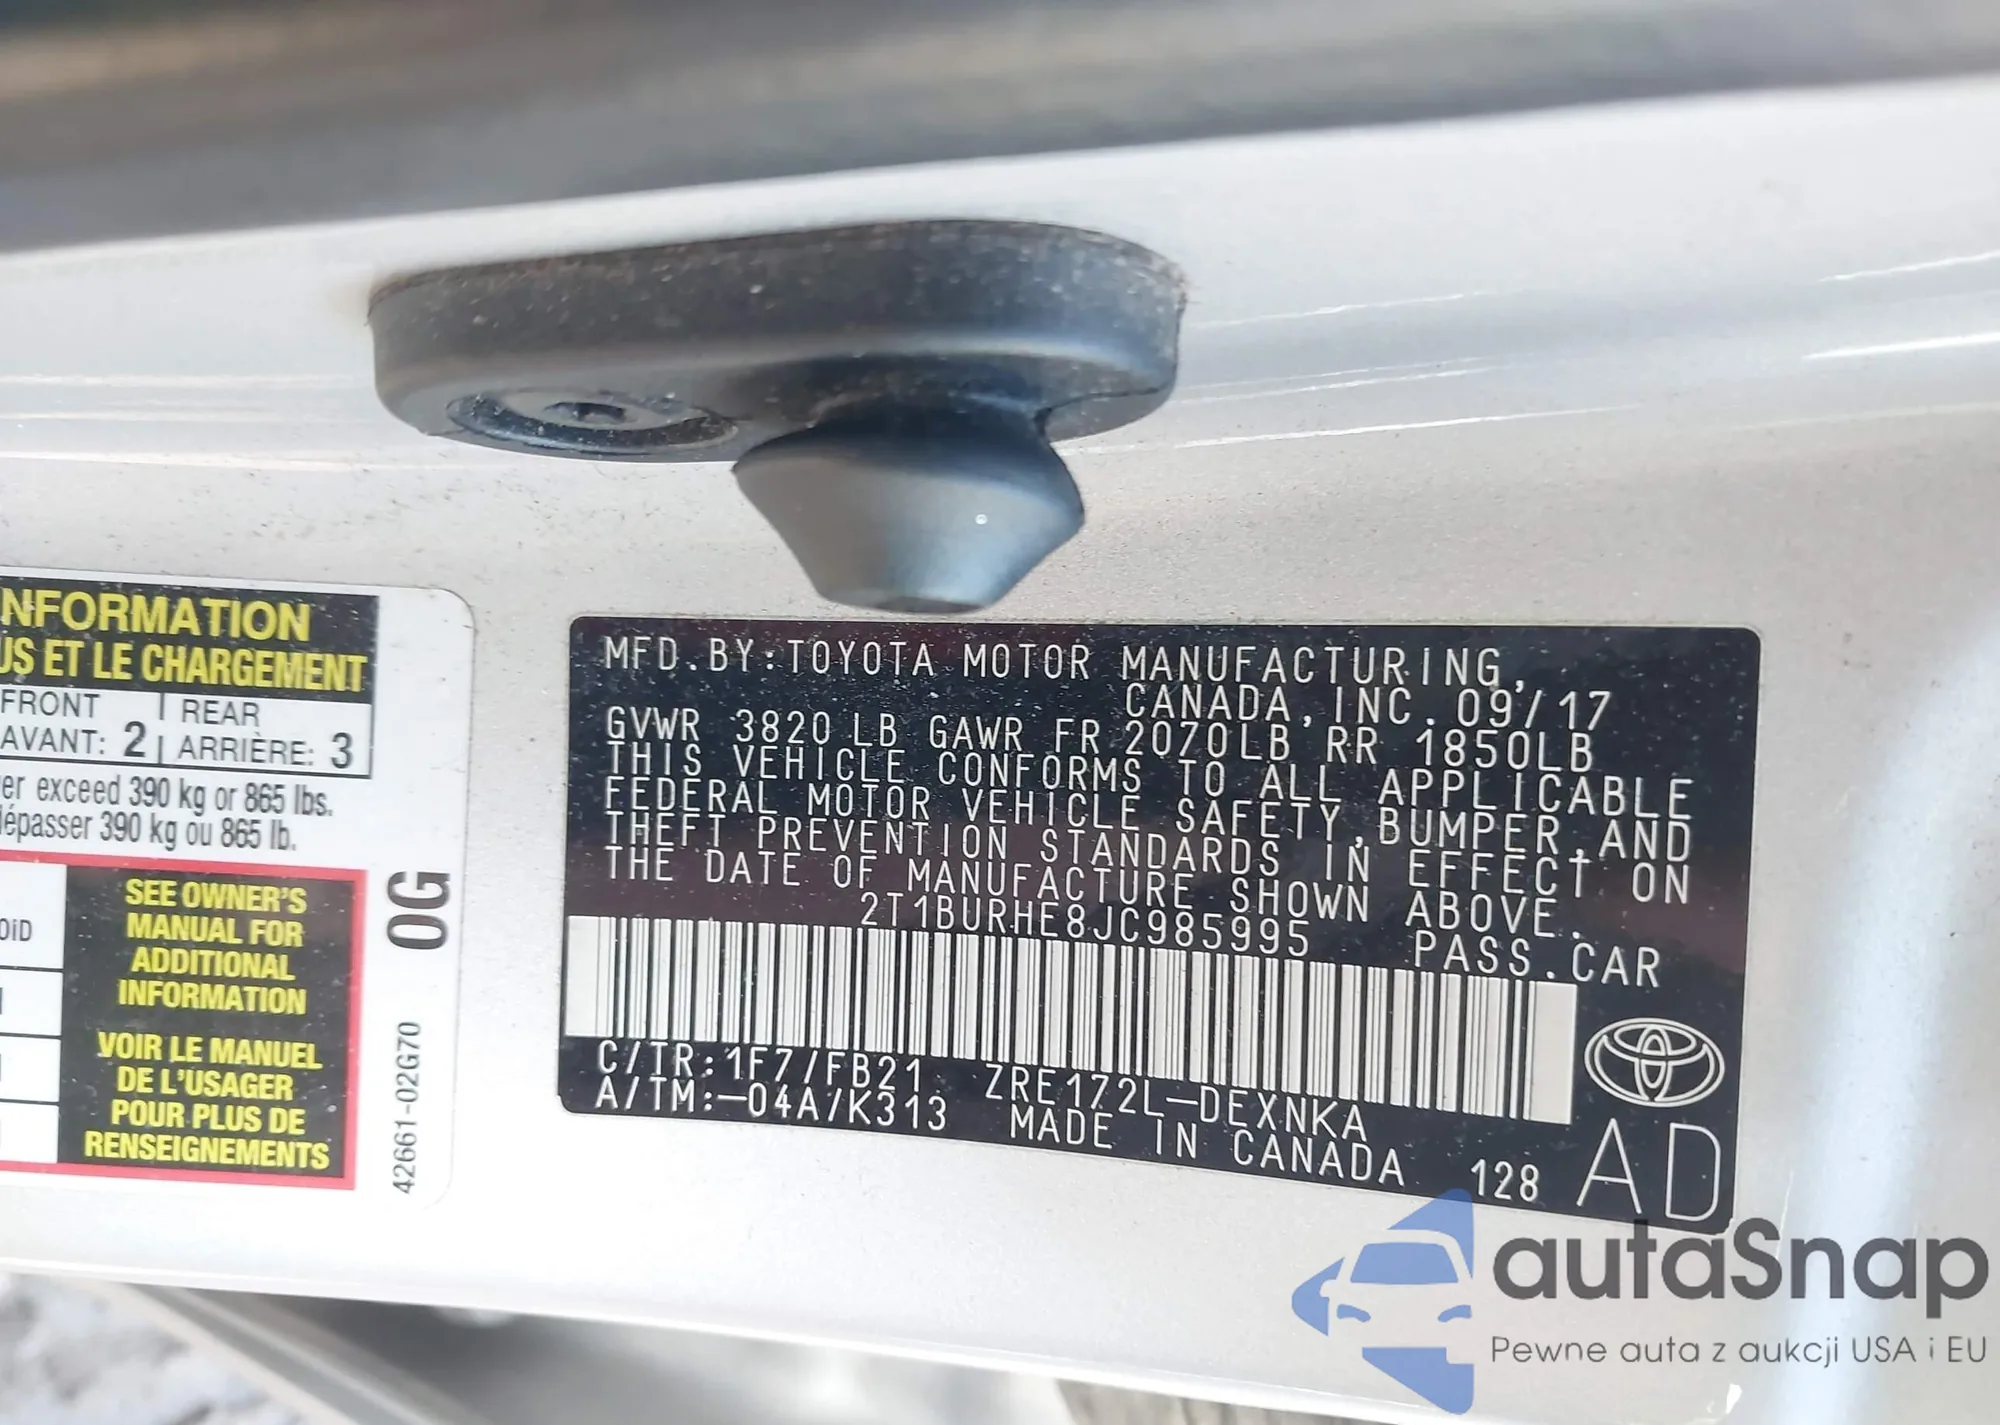 NFORMATION
US ET LE CHARGEMENT
FRONT | REAR
AVANT: 2 | ARRIÈRE: 3
er exceed 390 kg or 865 lbs.
dépasser 390 kg ou 865 lb.
SEE OWNER'S
MANUAL FOR
ADDITIONAL
INFORMATION
VOIR LE MANUEL
DE L'USAGER
POUR PLUS DE
RENSEIGNEMENTS
0G
42661-02G70
MFD.BY:TOYOTA MOTOR MANUFACTURING,
CANADA,INC. 09/17
GVWR 3820 LB GAWR FR 2070LB RR 1850LB
THIS VEHICLE CONFORMS TO ALL APPLICABLE
FEDERAL MOTOR VEHICLE SAFETY,BUMPER,AND
THEFT PREVENTION STANDARDS IN EFFECT ON
THE DATE OF MANUFACTURE SHOWN ABOVE.
2T1BURHE8JC985995 PASS.CAR
C/TR:1F7/FB21 ZRE172L-DEXNKA
A/TM:-04A/K313 MADE IN CANADA 128
AD
autaSnap
Pewne auta z aukcji USA i EU